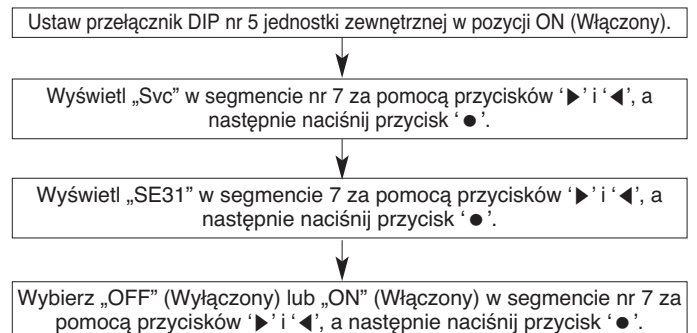 Ustaw przełącznik DIP nr 5 jednostki zewnętrznej w pozycji ON (Włączony).
Wyświetl „Svc” w segmencie nr 7 za pomocą przycisków ‘▶’ i ‘◀’, a
następnie naciśnij przycisk ‘●’.
Wyświetl „SE31” w segmencie 7 za pomocą przycisków ‘▶’ i ‘◀’, a
następnie naciśnij przycisk ‘●’.
Wybierz „OFF” (Wyłączony) lub „ON” (Włączony) w segmencie nr 7 za
pomocą przycisków ‘▶’ i ‘◀’, a następnie naciśnij przycisk ‘●’.